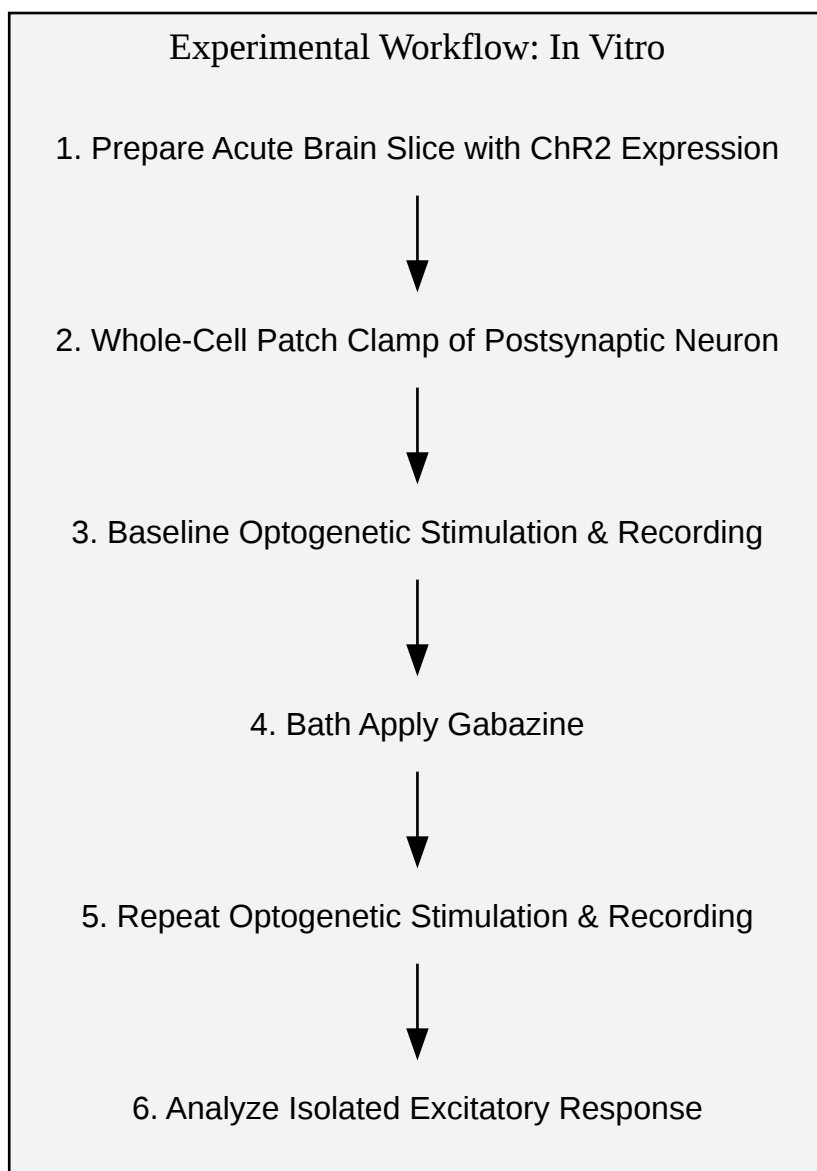 Experimental Workflow: In Vitro
1. Prepare Acute Brain Slice with ChR2 Expression
2. Whole-Cell Patch Clamp of Postsynaptic Neuron
3. Baseline Optogenetic Stimulation & Recording
4. Bath Apply Gabazine
5. Repeat Optogenetic Stimulation & Recording
6. Analyze Isolated Excitatory Response